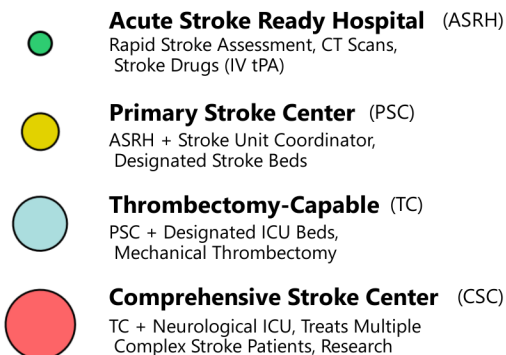 Acute Stroke Ready Hospital (ASRH)
Rapid Stroke Assessment, CT Scans,
Stroke Drugs (IV tPA)
Primary Stroke Center (PSC)
ASRH + Stroke Unit Coordinator,
Designated Stroke Beds
Thrombectomy-Capable (TC)
PSC + Designated ICU Beds,
Mechanical Thrombectomy
Comprehensive Stroke Center (CSC)
TC + Neurological ICU, Treats Multiple
Complex Stroke Patients, Research